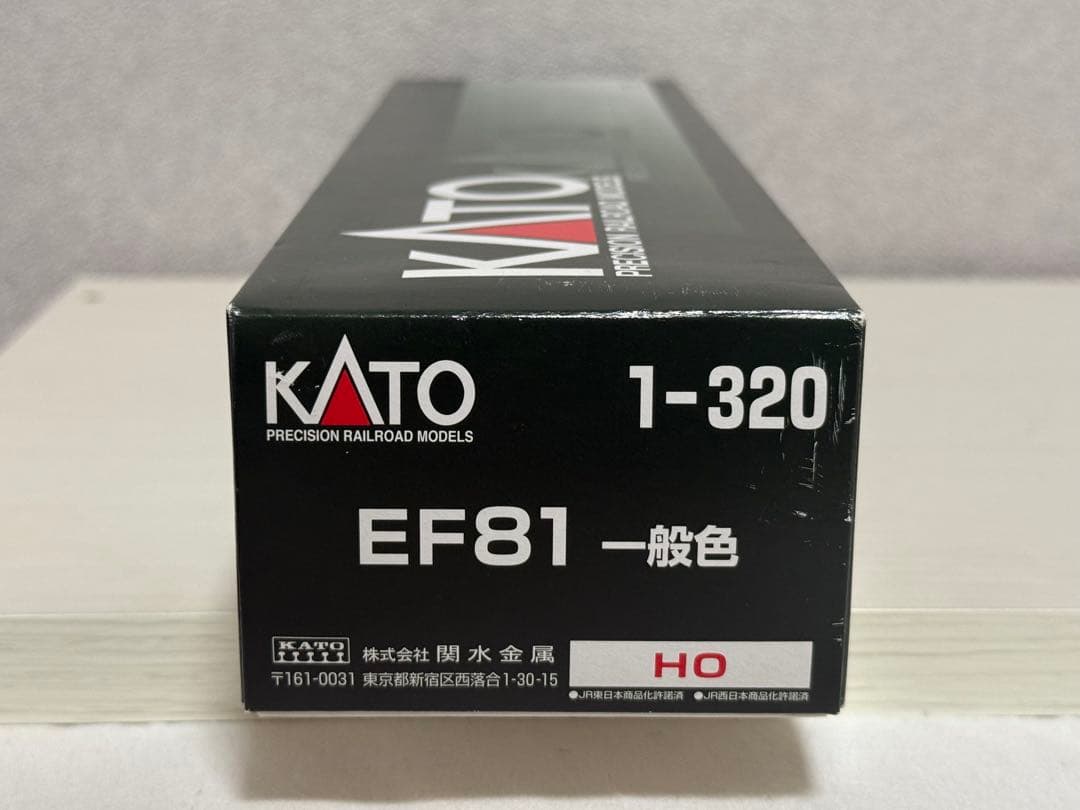 KATO
PRECISION RAILROAD MODELS
KATO
PRECISION RAILROAD MODELS
1-320
EF81 一般色
KATO
株式会社 関水金属
〒161-0031 東京都新宿区西落合1-30-15
HO
●JR東日本商品化許諾済 ●JR西日本商品化許諾済